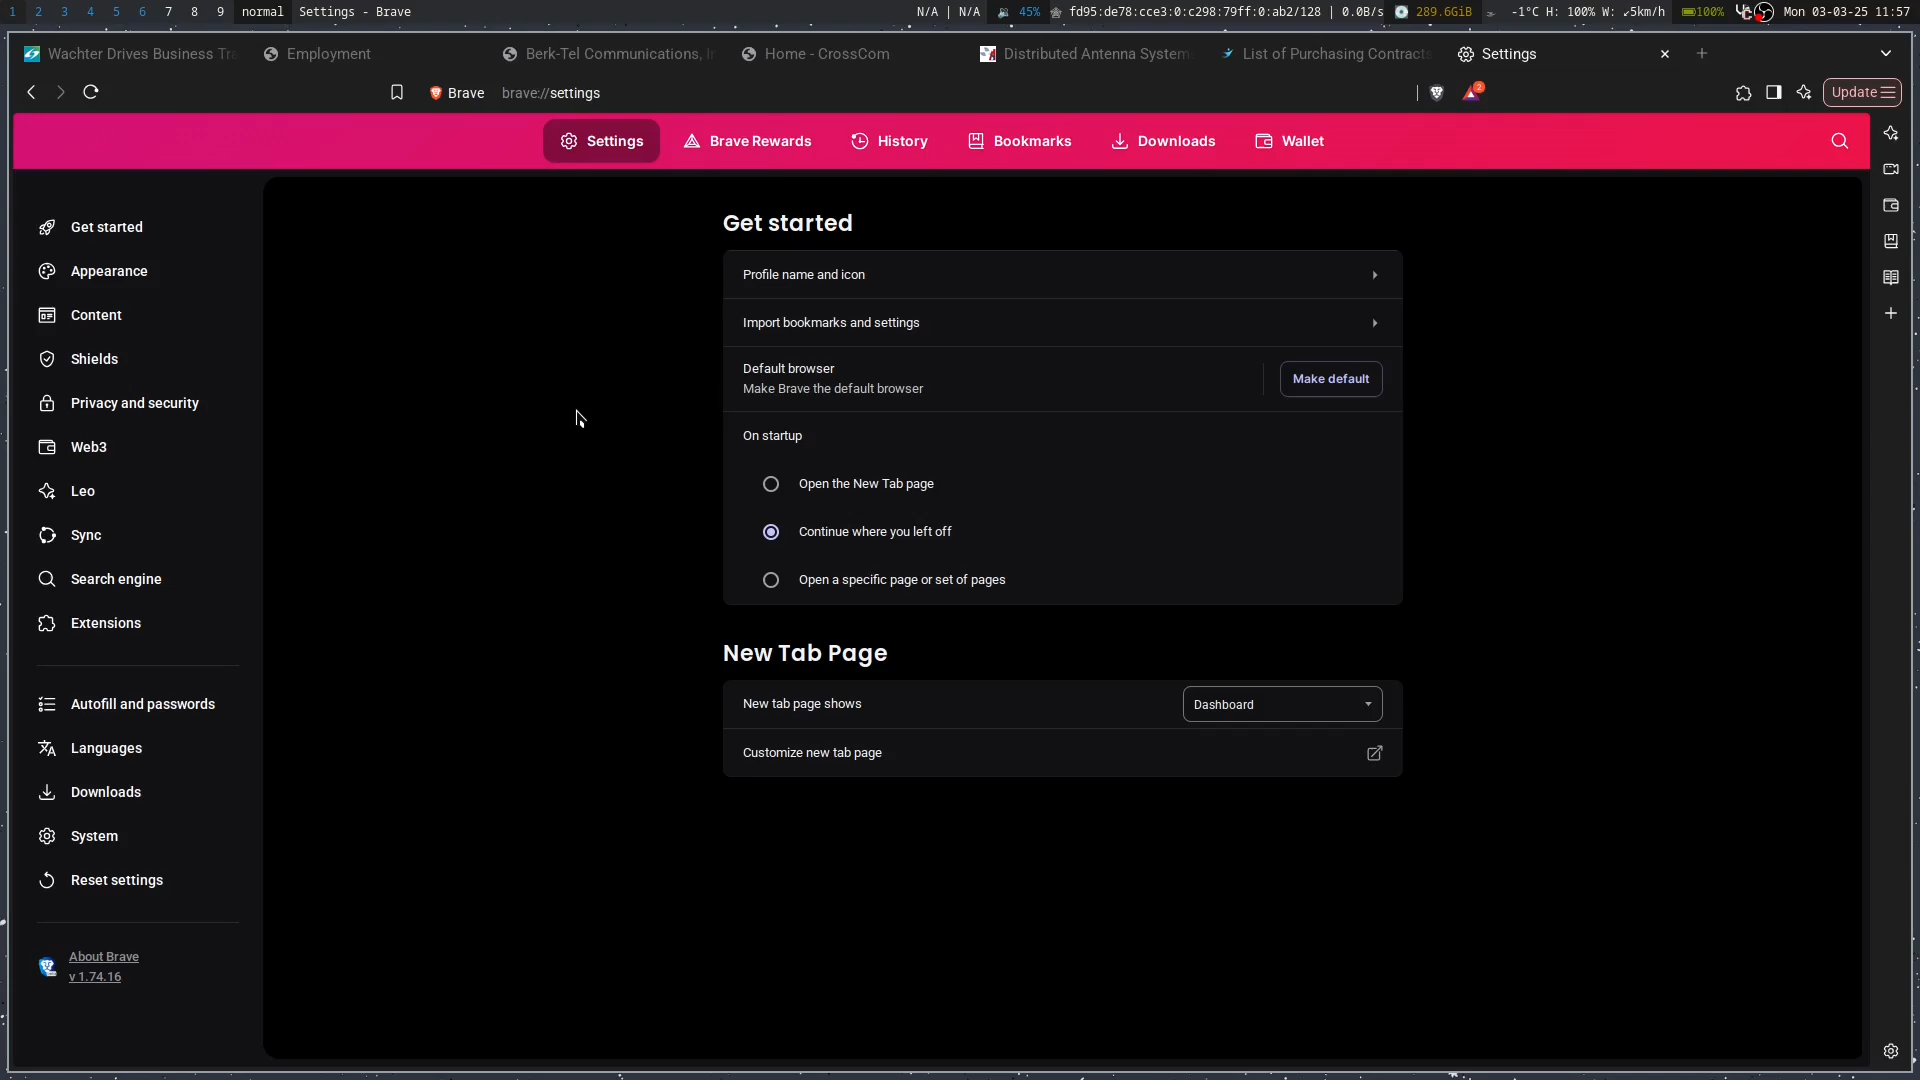 1 2 3 4 5 6 7 8 9 normal Settings - Brave N/A | N/A 45% fd95:de78:cce3:0:c298:79ff:0:ab2/128 | 0.0B/s 289.6GiB -1°C H: 100% W: ↙5km/h 100% Mon 03-03-25 11:57
Wachter Drives Business Tra Employment Berk-Tel Communications, I Home - CrossCom Distributed Antenna System List of Purchasing Contracts Settings
Brave brave://settings 2 Update
Settings Brave Rewards History Bookmarks Downloads Wallet
Get started
Appearance
Content
Shields
Privacy and security
Web3
Leo
Sync
Search engine
Extensions
Autofill and passwords
Languages
Downloads
System
Reset settings
About Brave
v 1.74.16
Get started
Profile name and icon
Import bookmarks and settings
Default browser
Make Brave the default browser
Make default
On startup
Open the New Tab page
Continue where you left off
Open a specific page or set of pages
New Tab Page
New tab page shows Dashboard
Customize new tab page